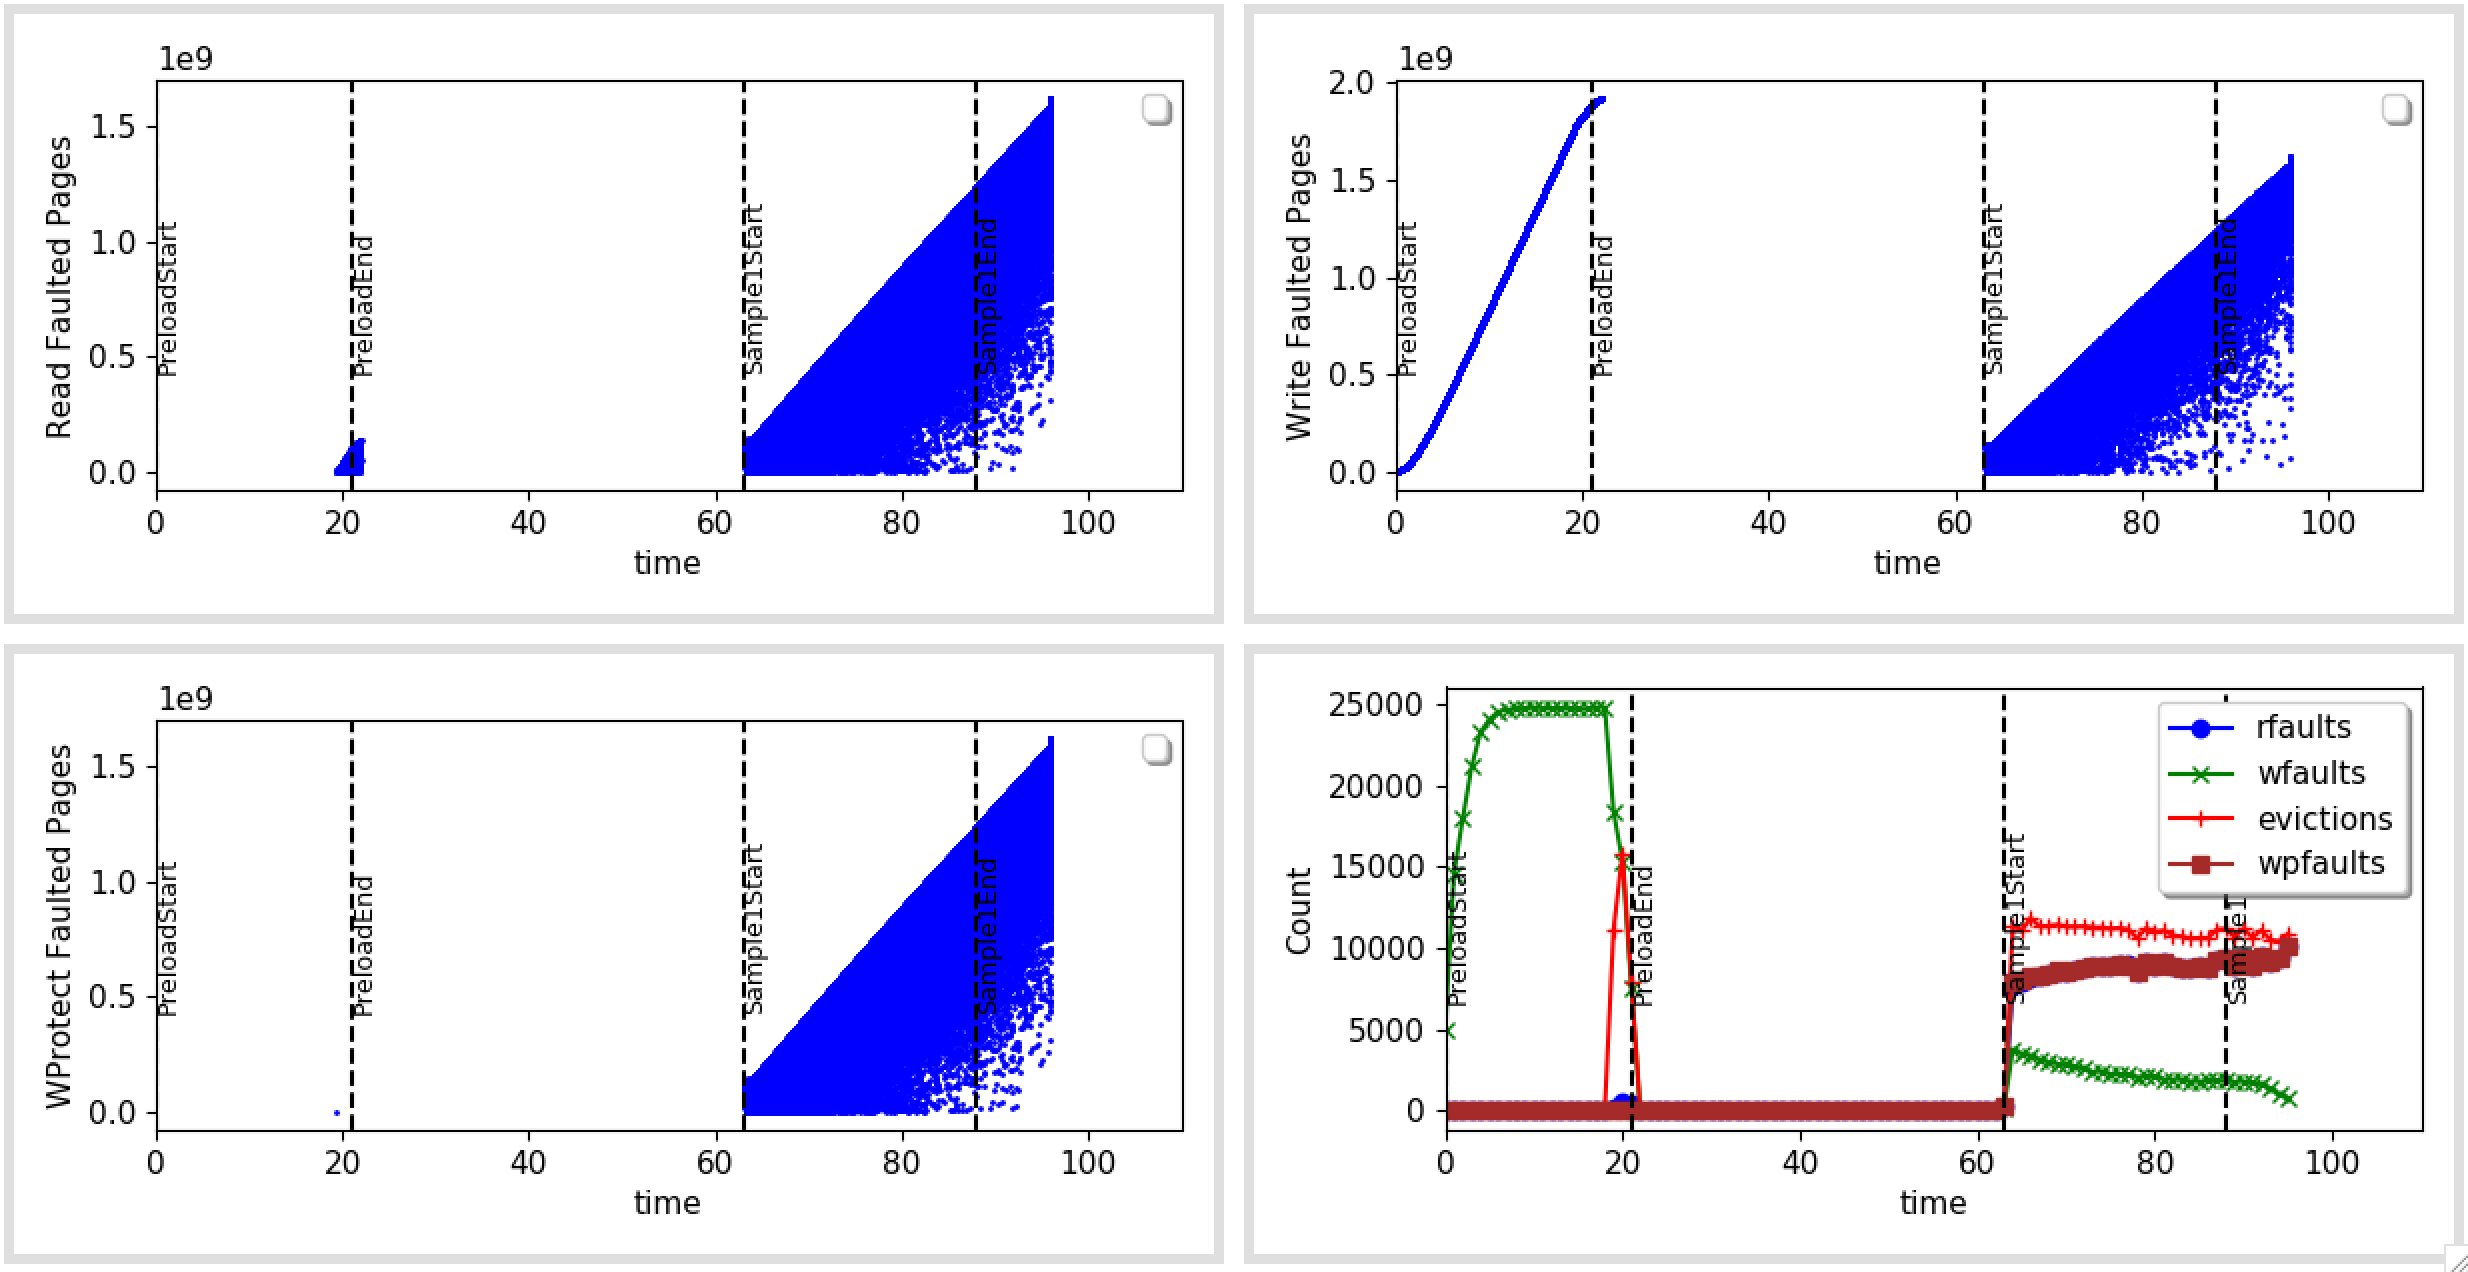 1e9
Read Faulted Pages
1.5
1.0
0.5
0.0
PreloadStart
PreloadEnd
Sample1Start
Sample1End
0 20 40 60 80 100
time
1e9
Write Faulted Pages
2.0
1.5
1.0
0.5
0.0
PreloadStart
PreloadEnd
Sample1Start
Sample1End
0 20 40 60 80 100
time
1e9
WProtect Faulted Pages
1.5
1.0
0.5
0.0
PreloadStart
PreloadEnd
Sample1Start
Sample1End
0 20 40 60 80 100
time
Count
25000
20000
15000
10000
5000
0
PreloadStart
PreloadEnd
Sample1Start
Sample1
rfaults
wfaults
evictions
wpfaults
0 20 40 60 80 100
time